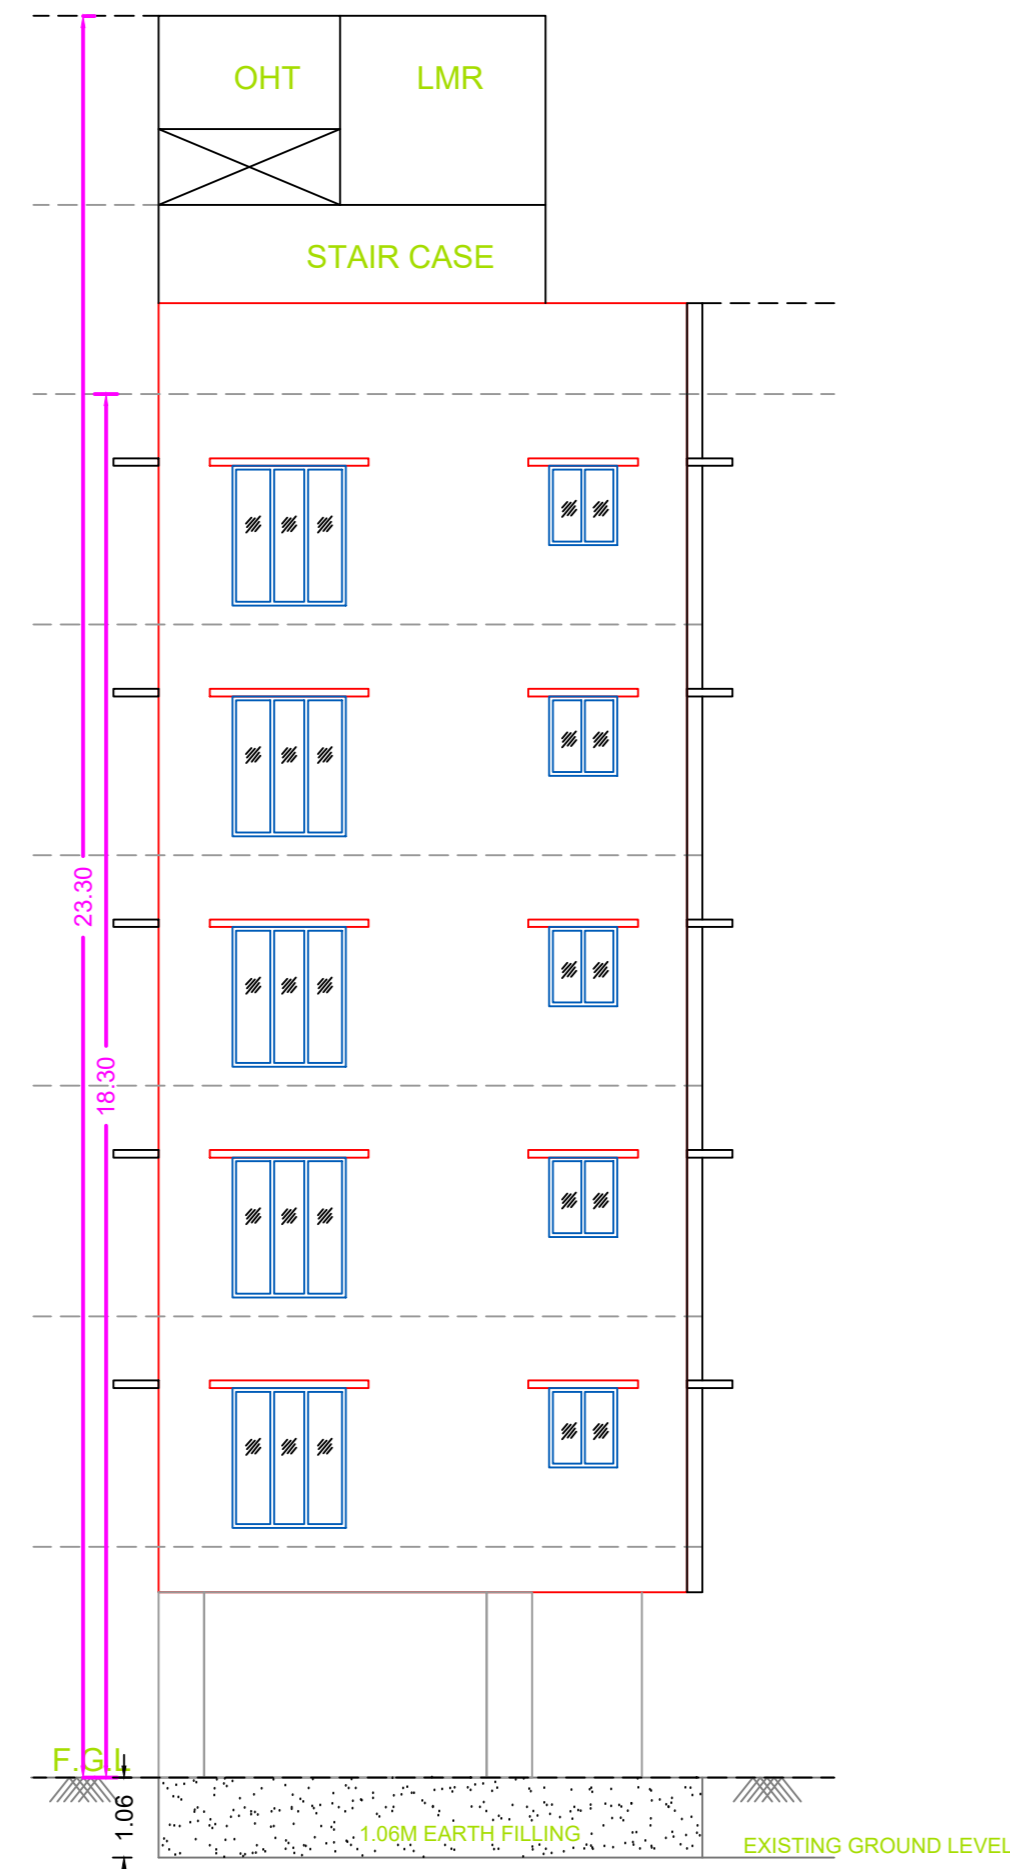 OHT
LMR
STAIR CASE
23.30
18.30
F.G.L
1.06
1.06M EARTH FILLING
EXISTING GROUND LEVEL